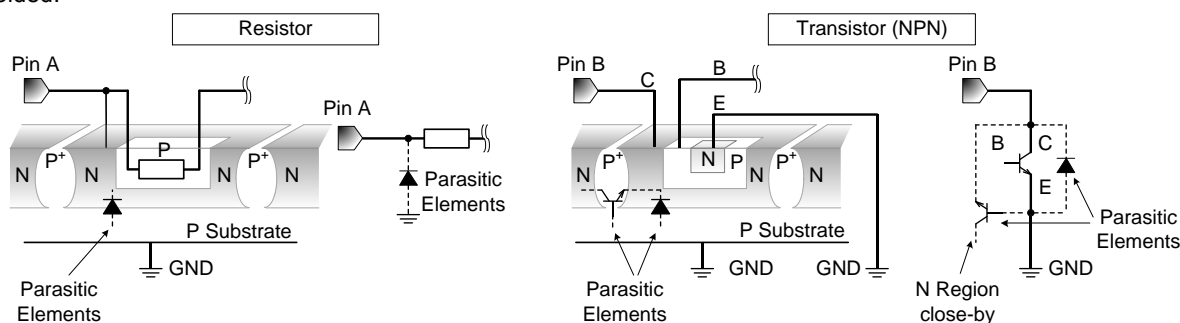 Resistor
Transistor (NPN)
Pin A
Pin A
N
P+
N
P
N
P+
N
Parasitic
Elements
P Substrate
GND
Parasitic
Elements
Pin B
C
B
E
N
P+
N
N
P
N
P+
N
P Substrate
GND
GND
Parasitic
Elements
Pin B
B
C
E
Parasitic
Elements
GND
N Region
close-by